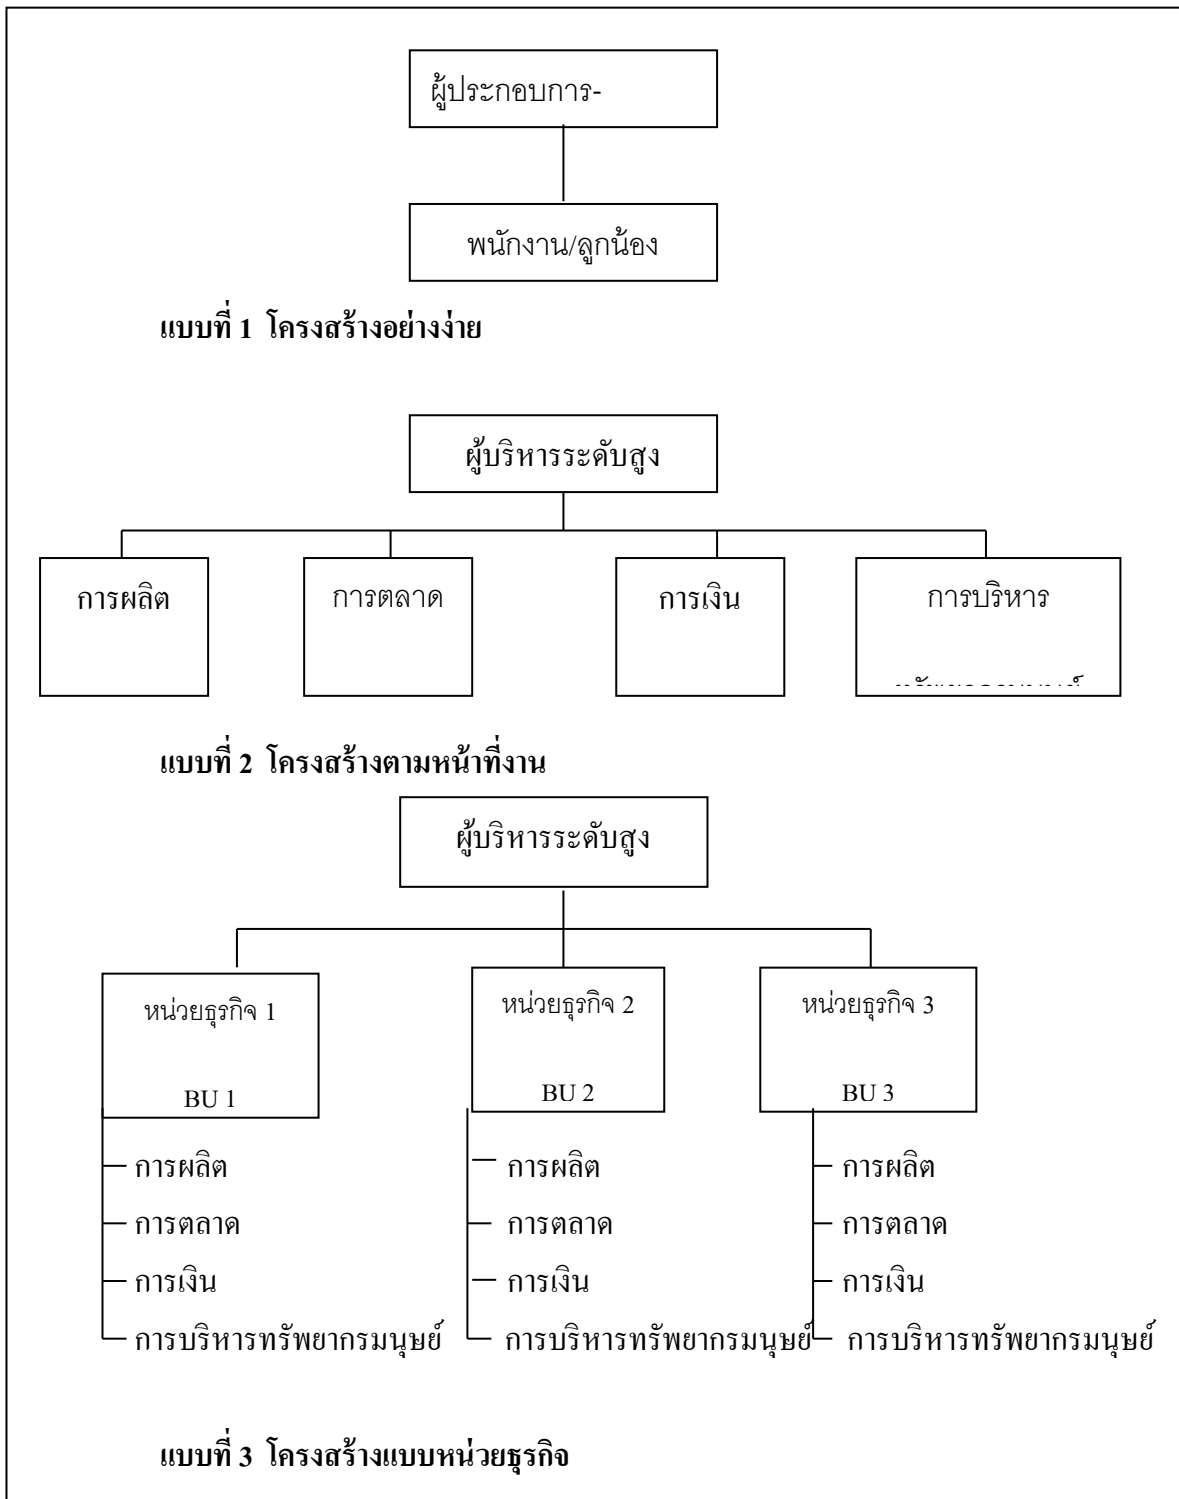 ผู้ประกอบการ-
พนักงาน/ลูกน้อง
แบบที่ 1 โครงสร้างอย่างง่าย
ผู้บริหารระดับสูง
การผลิต
การตลาด
การเงิน
การบริหาร
แบบที่ 2 โครงสร้างตามหน้าที่งาน
ผู้บริหารระดับสูง
หน่วยธุรกิจ 1
BU 1
การผลิต
การตลาด
การเงิน
การบริหารทรัพยากรมนุษย์
หน่วยธุรกิจ 2
BU 2
การผลิต
การตลาด
การเงิน
การบริหารทรัพยากรมนุษย์
หน่วยธุรกิจ 3
BU 3
การผลิต
การตลาด
การเงิน
การบริหารทรัพยากรมนุษย์
แบบที่ 3 โครงสร้างแบบหน่วยธุรกิจ